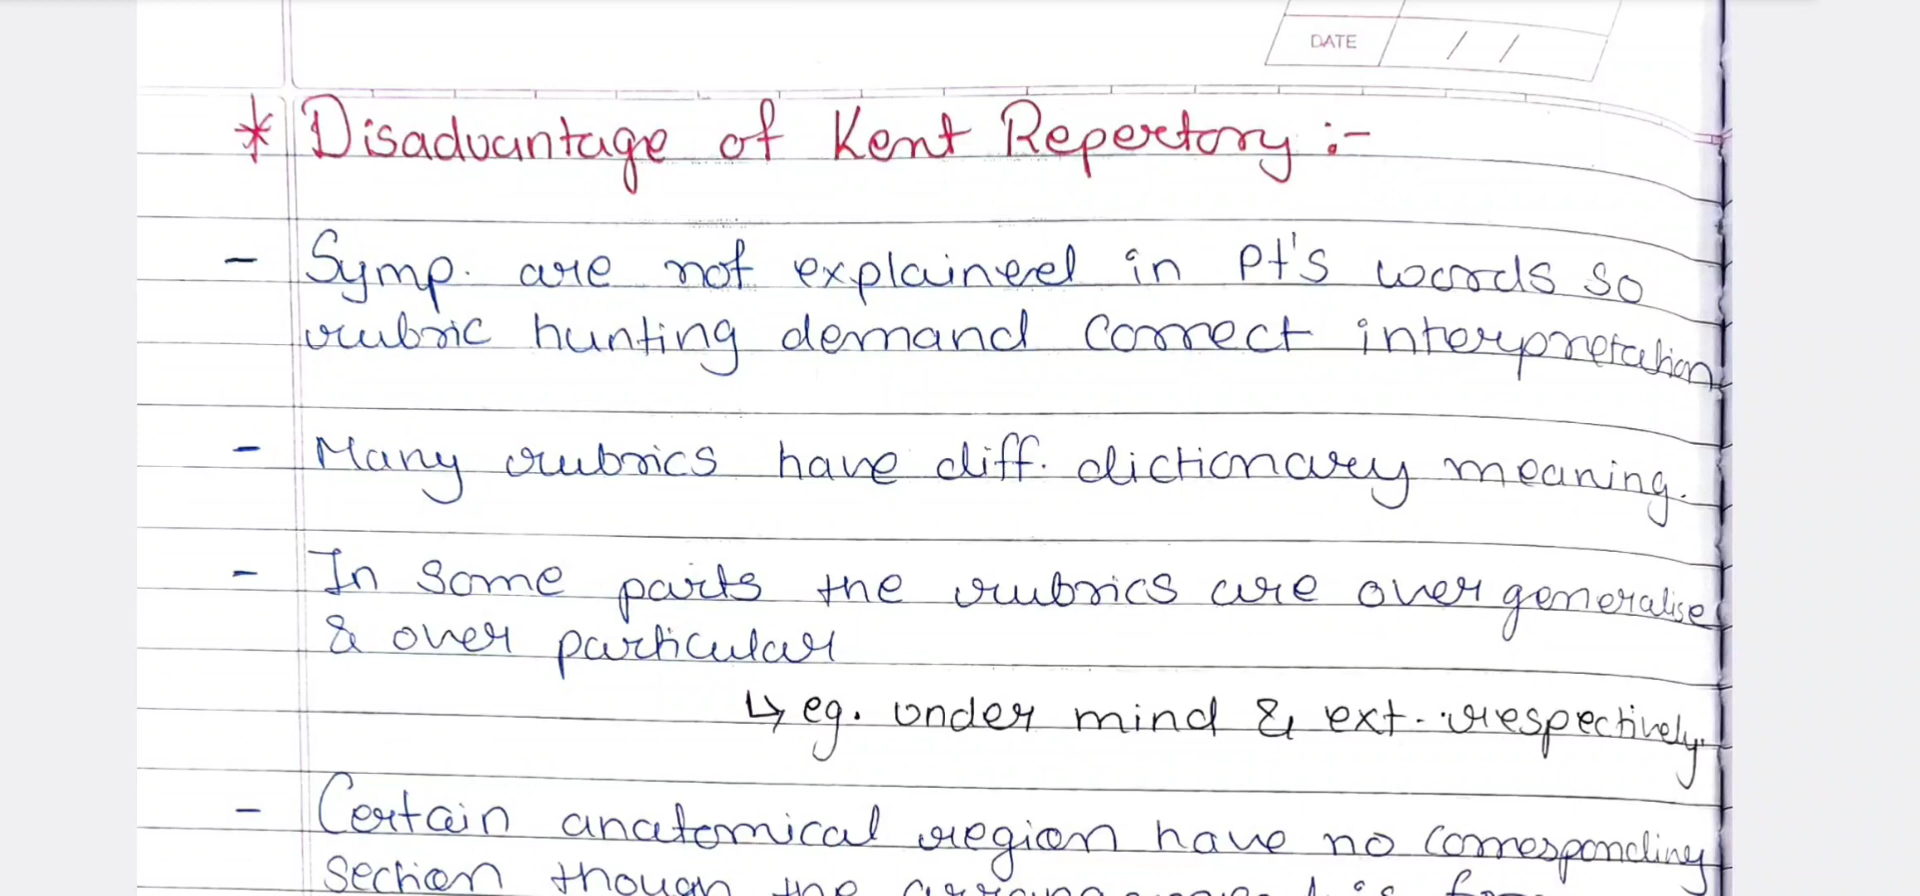 DATE / /
* Disadvantage of Kent Repertory :-
- Symp. are not explained in Pt's words so
rubric hunting demand correct interpretation
- Many rubrics have diff. dictionary meaning.
- In some parts the rubrics are over generalise
& over particular
↳ eg. under mind & ext. respectively.
- Certain anatomical region have no corresponding
section though the